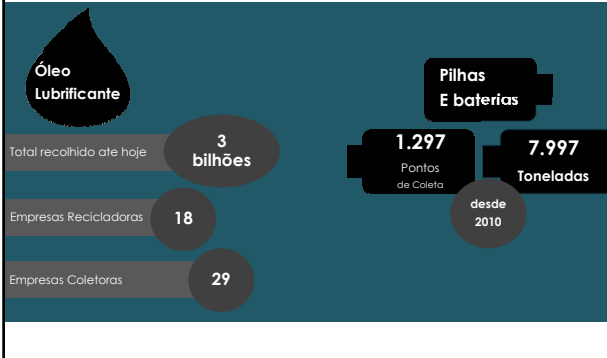 Óleo
Lubrificante
Total recolhido ate hoje
3
bilhões
Empresas Recicladoras
18
Empresas Coletoras
29
Pilhas
E baterias
1.297
Pontos
de Coleta
7.997
Toneladas
desde
2010